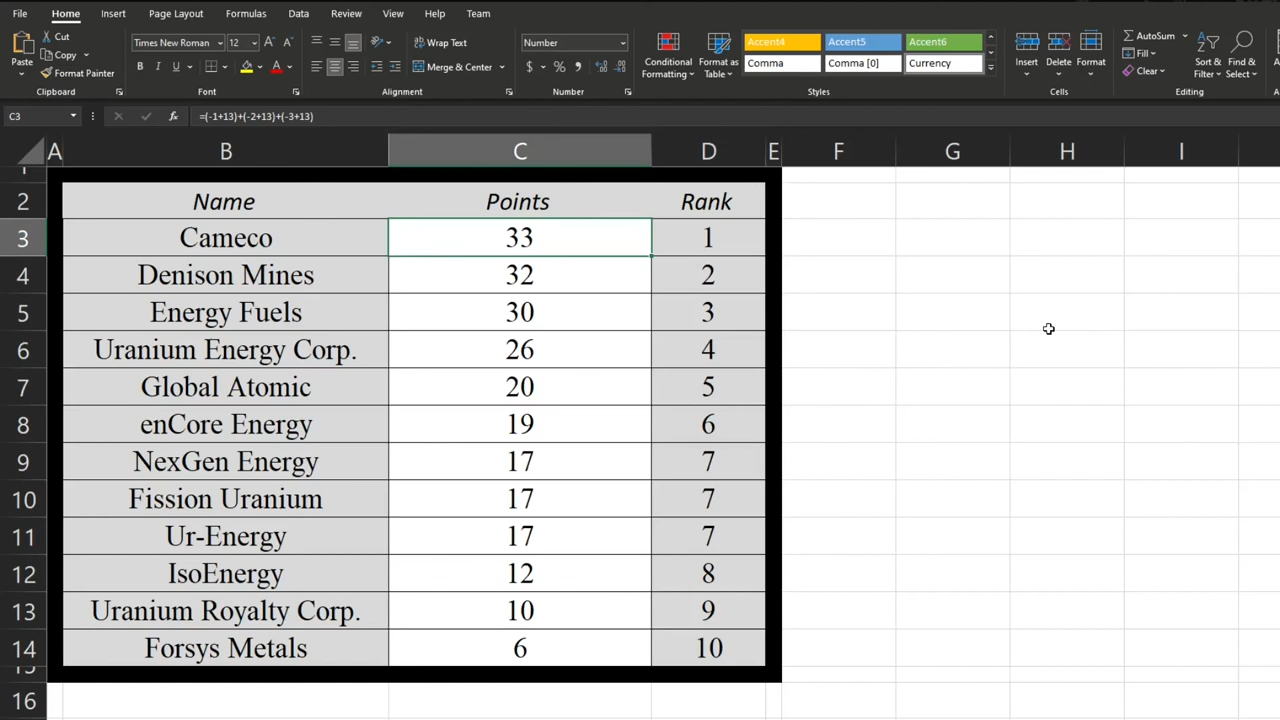 File Home Insert Page Layout Formulas Data Review View Help Team
Cut
Copy
Format Painter
Paste
Clipboard
Times New Roman 12
B I U
Font
Wrap Text
Merge & Center
Alignment
Number
$ % ,
Number
Conditional Formatting
Format as Table
Accent4 Accent5 Accent6
Comma Comma [0] Currency
Styles
Insert Delete Format
Cells
AutoSum
Fill
Clear
Sort & Filter
Find & Select
Editing
C3 fx =(-1+13)+(-2+13)+(-3+13)
A B C D E F G H I
2 Name Points Rank
3 Cameco 33 1
4 Denison Mines 32 2
5 Energy Fuels 30 3
6 Uranium Energy Corp. 26 4
7 Global Atomic 20 5
8 enCore Energy 19 6
9 NexGen Energy 17 7
10 Fission Uranium 17 7
11 Ur-Energy 17 7
12 IsoEnergy 12 8
13 Uranium Royalty Corp. 10 9
14 Forsys Metals 6 10
16